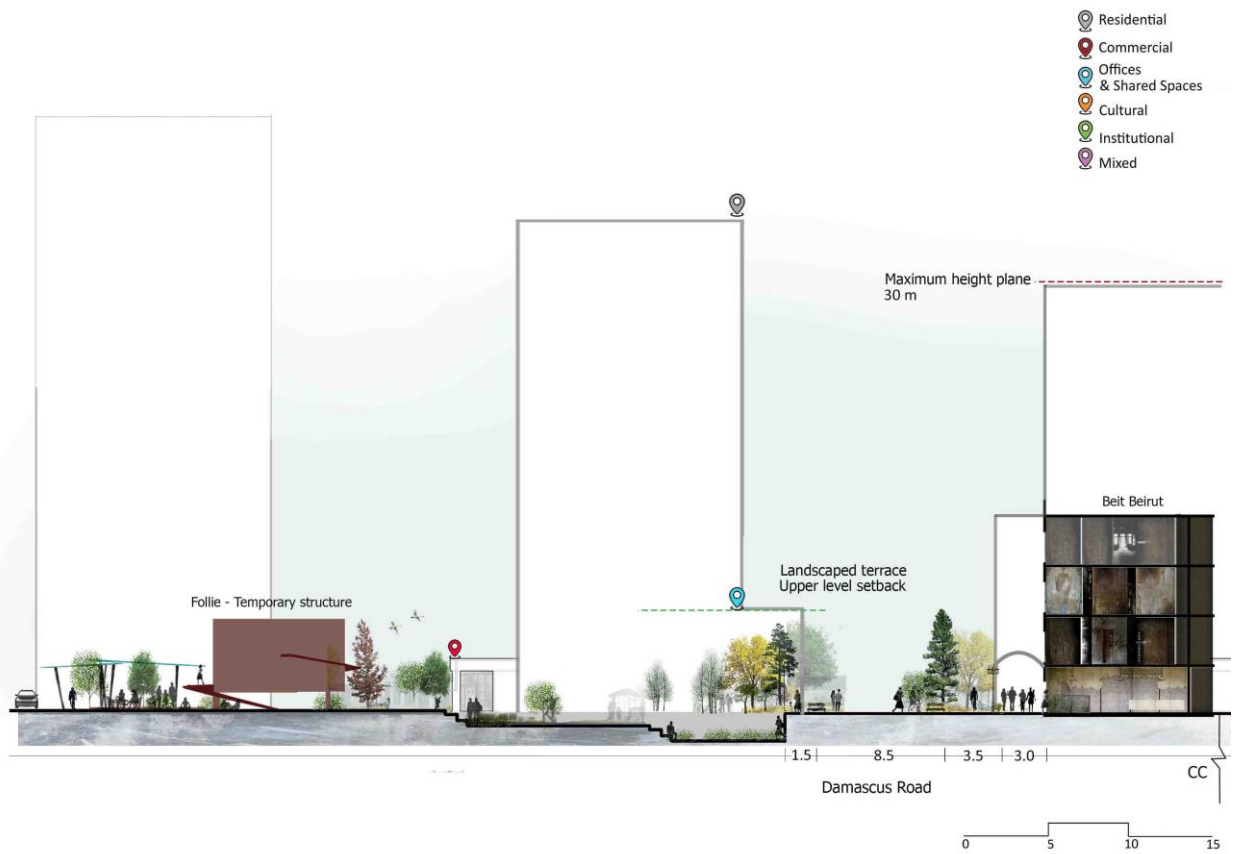 Residential
Commercial
Offices
& Shared Spaces
Cultural
Institutional
Mixed
Maximum height plane
30 m
Beit Beirut
Landscaped terrace
Upper level setback
Follie - Temporary structure
1.5 8.5 3.5 3.0
CC
Damascus Road
0 5 10 15